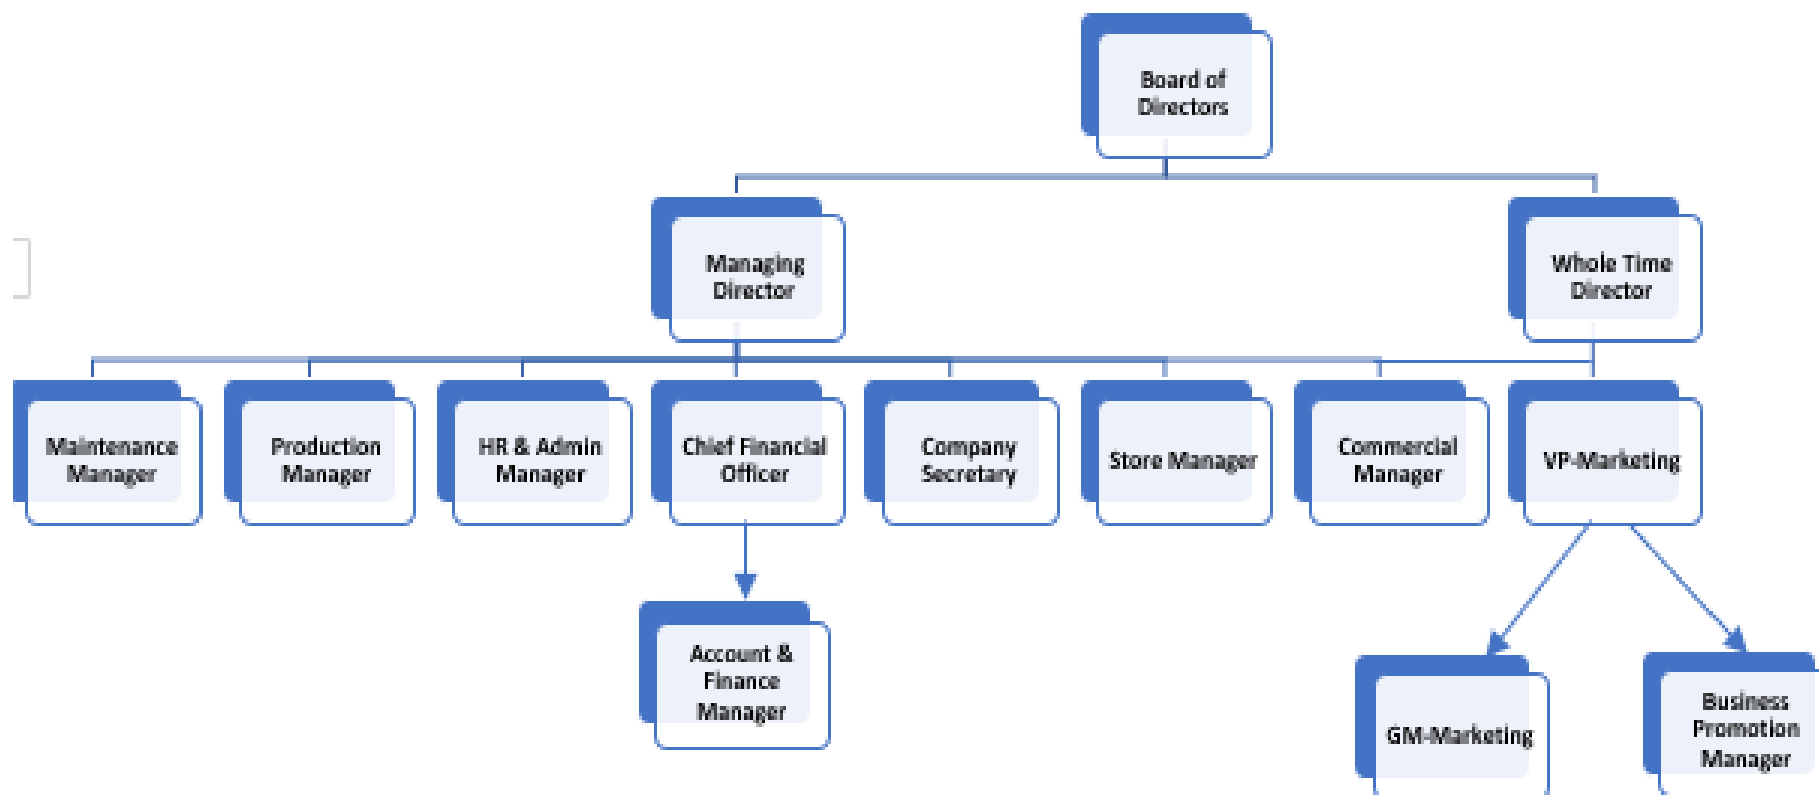 Board of
Directors
Managing
Director
Whole Time
Director
Maintenance
Manager
Production
Manager
HR & Admin
Manager
Chief Financial
Officer
Company
Secretary
Store Manager
Commercial
Manager
VP-Marketing
Account &
Finance
Manager
GM-Marketing
Business
Promotion
Manager